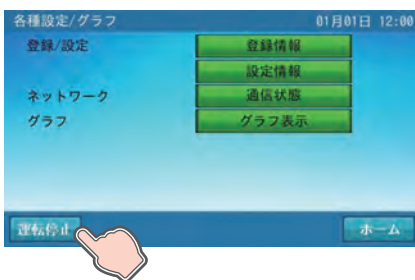 各種設定/グラフ 01月01日 12:00
登録/設定 登録情報
設定情報
ネットワーク 通信状態
グラフ グラフ表示
運転停止 ホーム